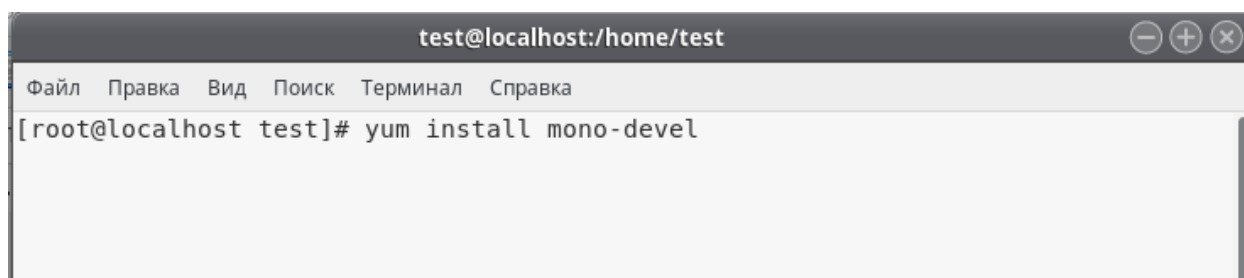 test@localhost:/home/test
Файл Правка Вид Поиск Терминал Справка
[root@localhost test]# yum install mono-devel